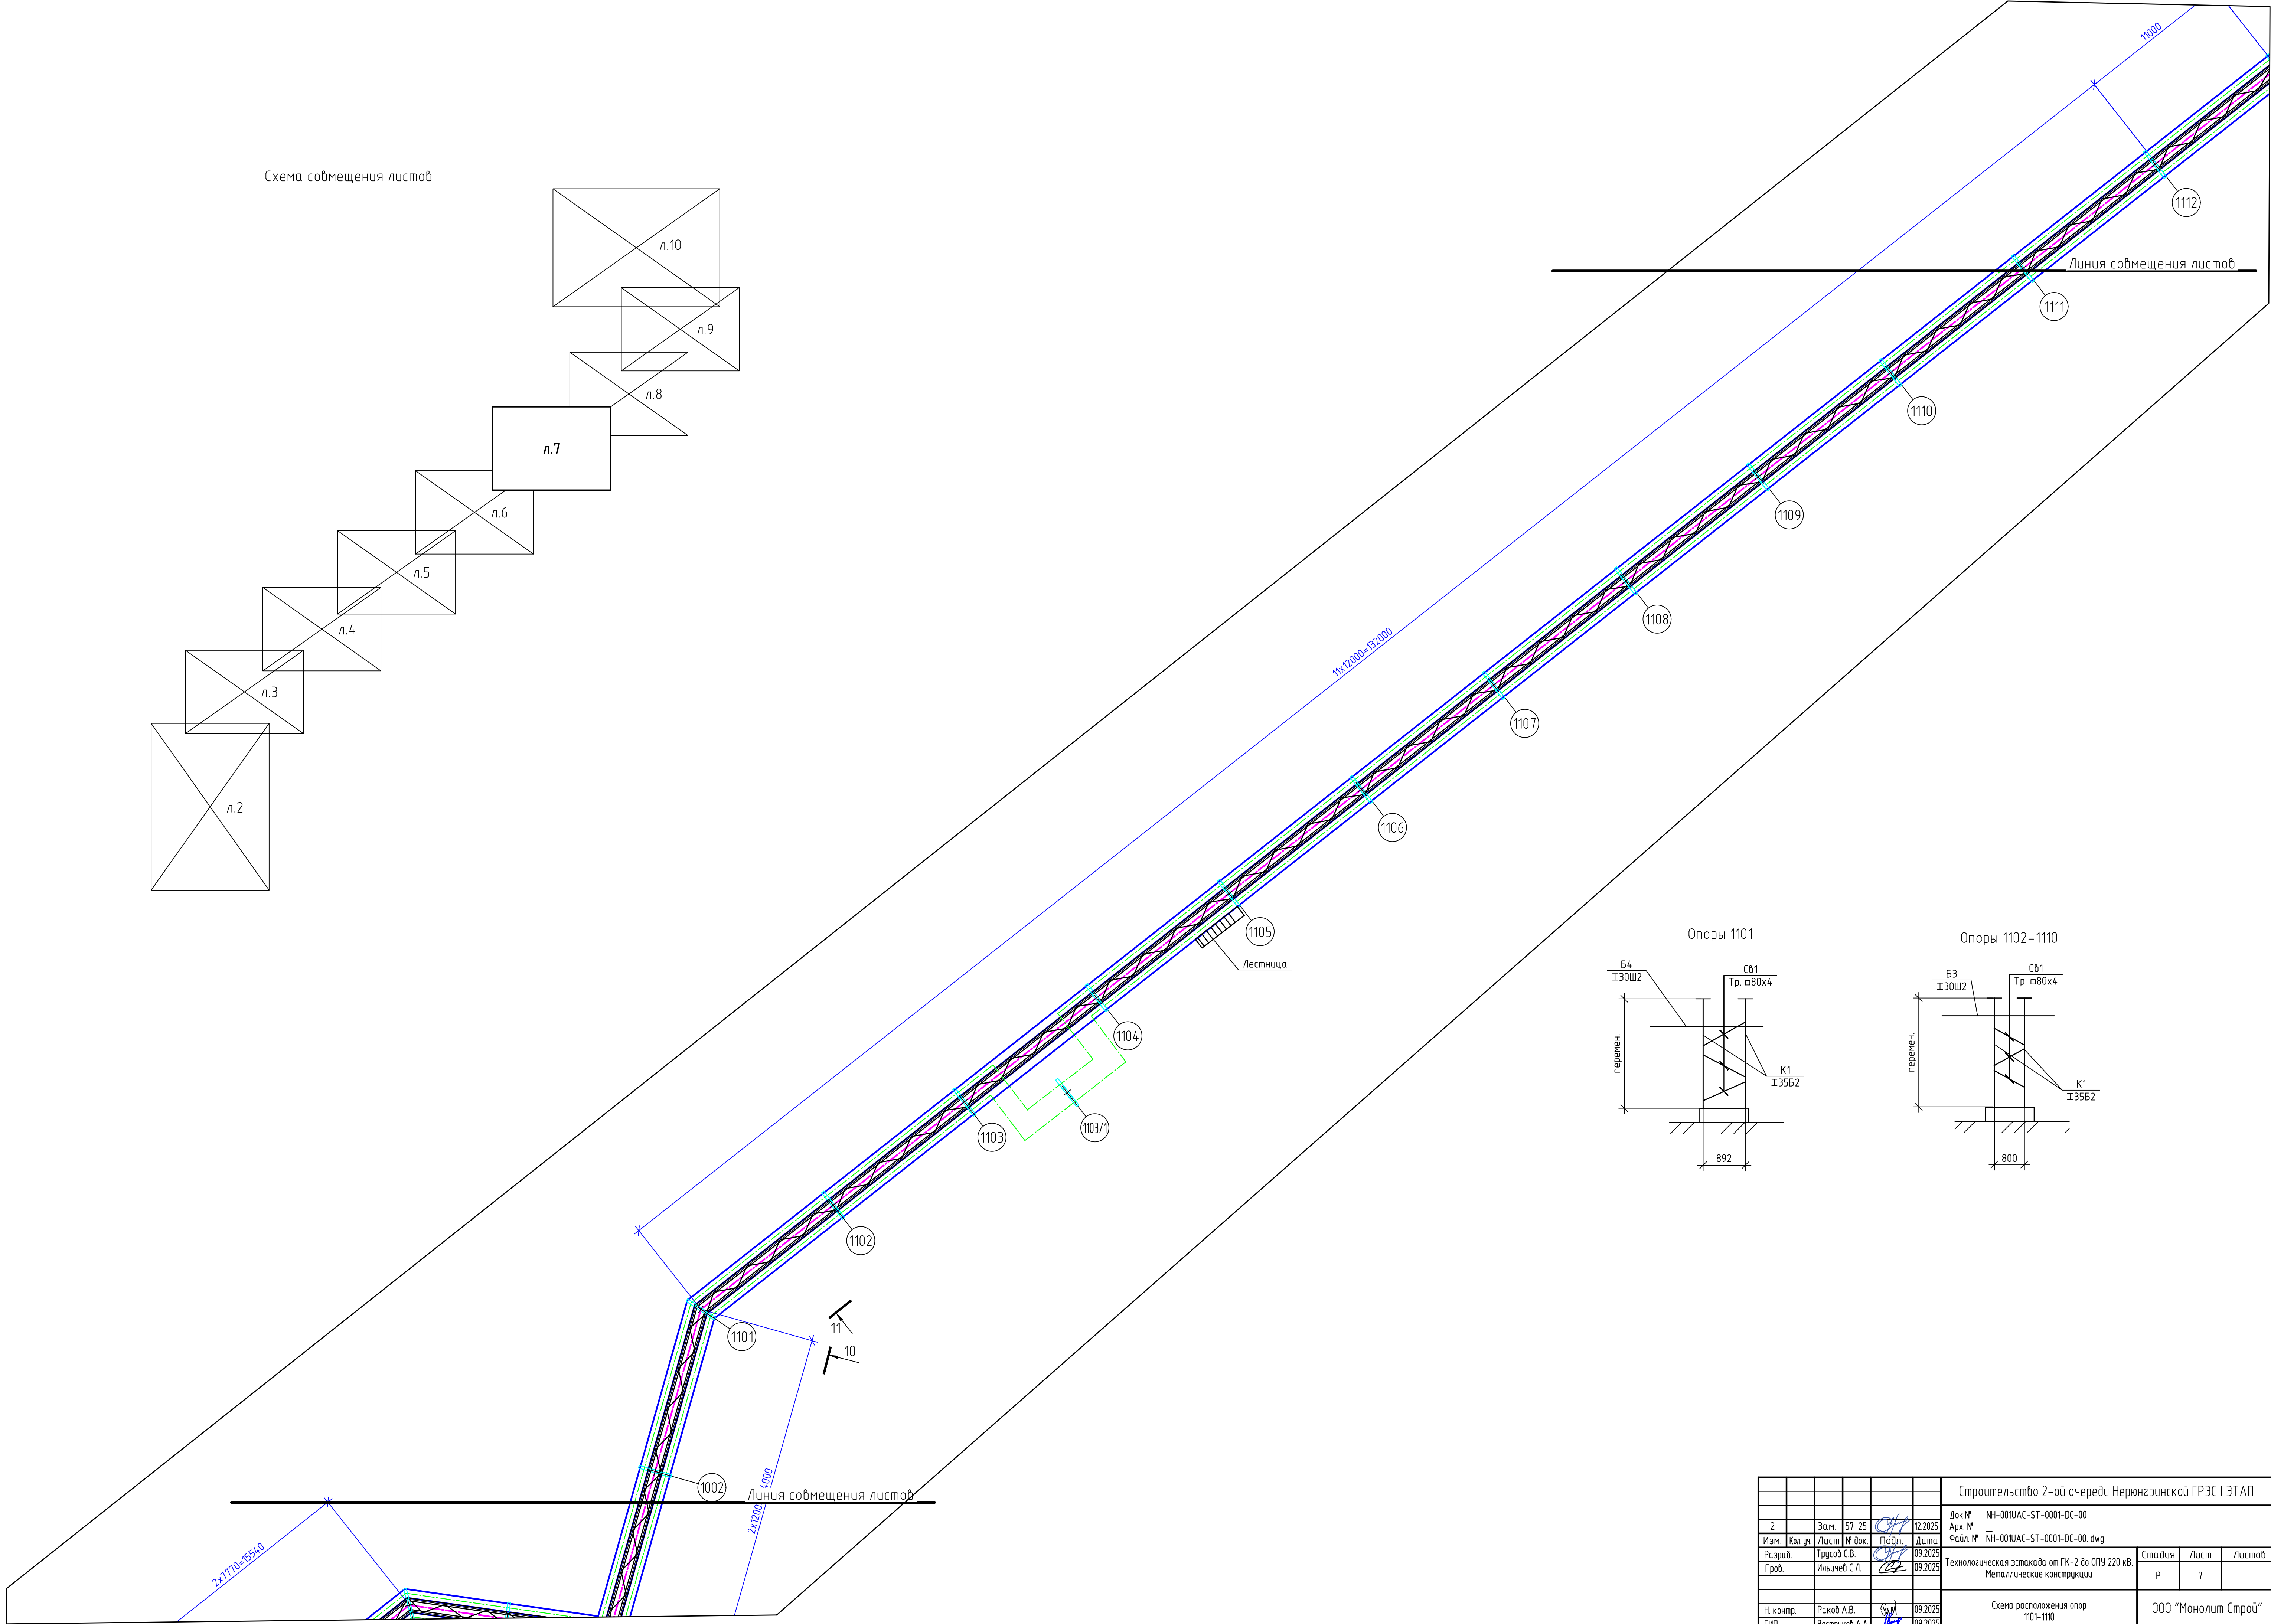 11000
Схема совмещения листов
л.10
л.9
л.8
л.7
л.6
л.5
л.4
л.3
л.2
1112
Линия совмещения листов
1111
1110
1109
1108
11х12000=132000
1107
1106
1105
Лестница
1104
1103/1
1103
1102
1101
11
10
1002
Линия совмещения листов
2х7770=15540
Опоры 1101
Б4
I30Ш2
Св1
Тр. □80х4
перемен.
К1
I35Б2
892
Опоры 1102-1110
Б3
I30Ш2
Св1
Тр. □80х4
перемен.
К1
I35Б2
800
Строительство 2-ой очереди Нерюнгринской ГРЭС I ЭТАП
Док.№ NH-001UAC-ST-0001-DC-00
Арх. № _
Файл. № NH-001UAC-ST-0001-DC-00. dwg
2 - Зам. 57-25 12.2025
Изм. Кол.уч. Лист № док. Подп. Дата
Разраб. Трусов С.В. 09.2025
Пров. Ильичев С.Л. 09.2025
Технологическая эстакада от ГК-2 до ОПУ 220 кВ.
Металлические конструкции
Стадия Лист Листов
Р 7
Н. контр. Раков А.В. 09.2025
Схема расположения опор
1101-1110
ООО "Монолит Строй"